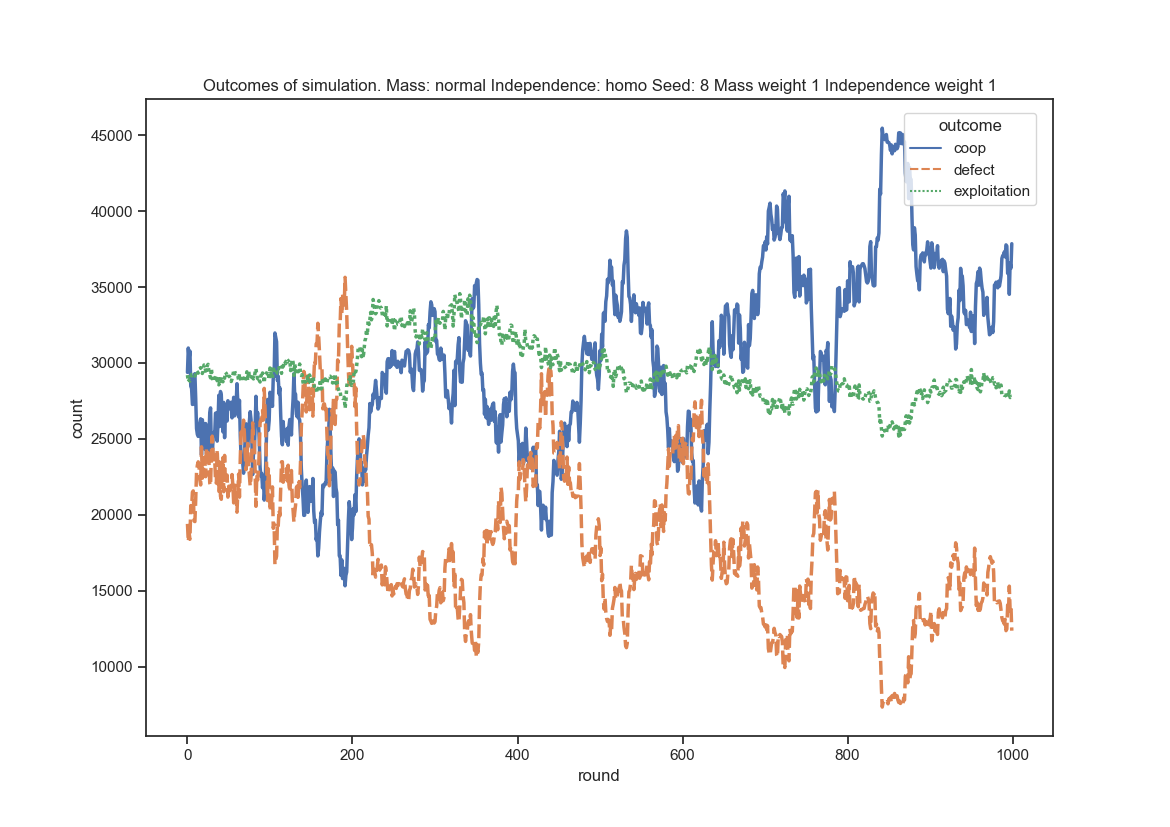 Outcomes of simulation. Mass: normal Independence: homo Seed: 8 Mass weight 1 Independence weight 1
outcome
coop
defect
exploitation
45000
40000
35000
30000
25000
20000
15000
10000
count
0 200 400 600 800 1000
round